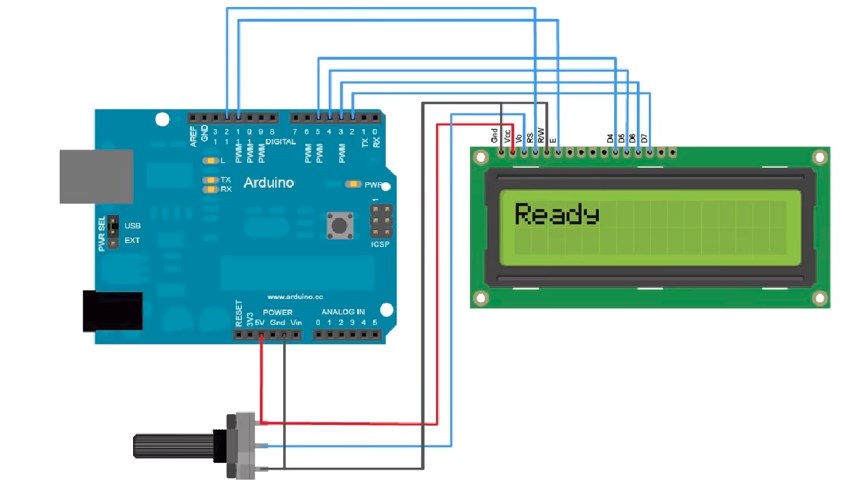 Gnd Vcc Vo RS R/W E D4 D5 D6 D7
AREF GND 13 12 PWM 11 PWM 10 PWM 9 8 DIGITAL 7 PWM 6 PWM 5 4 PWM 3 2 TX 1 RX 0
L
TX
RX
Arduino
PWR
1
ICSP
PWR SEL
USB
EXT
Ready
www.arduino.cc
POWER
RESET 3V3 5V Gnd Vin
ANALOG IN
0 1 2 3 4 5